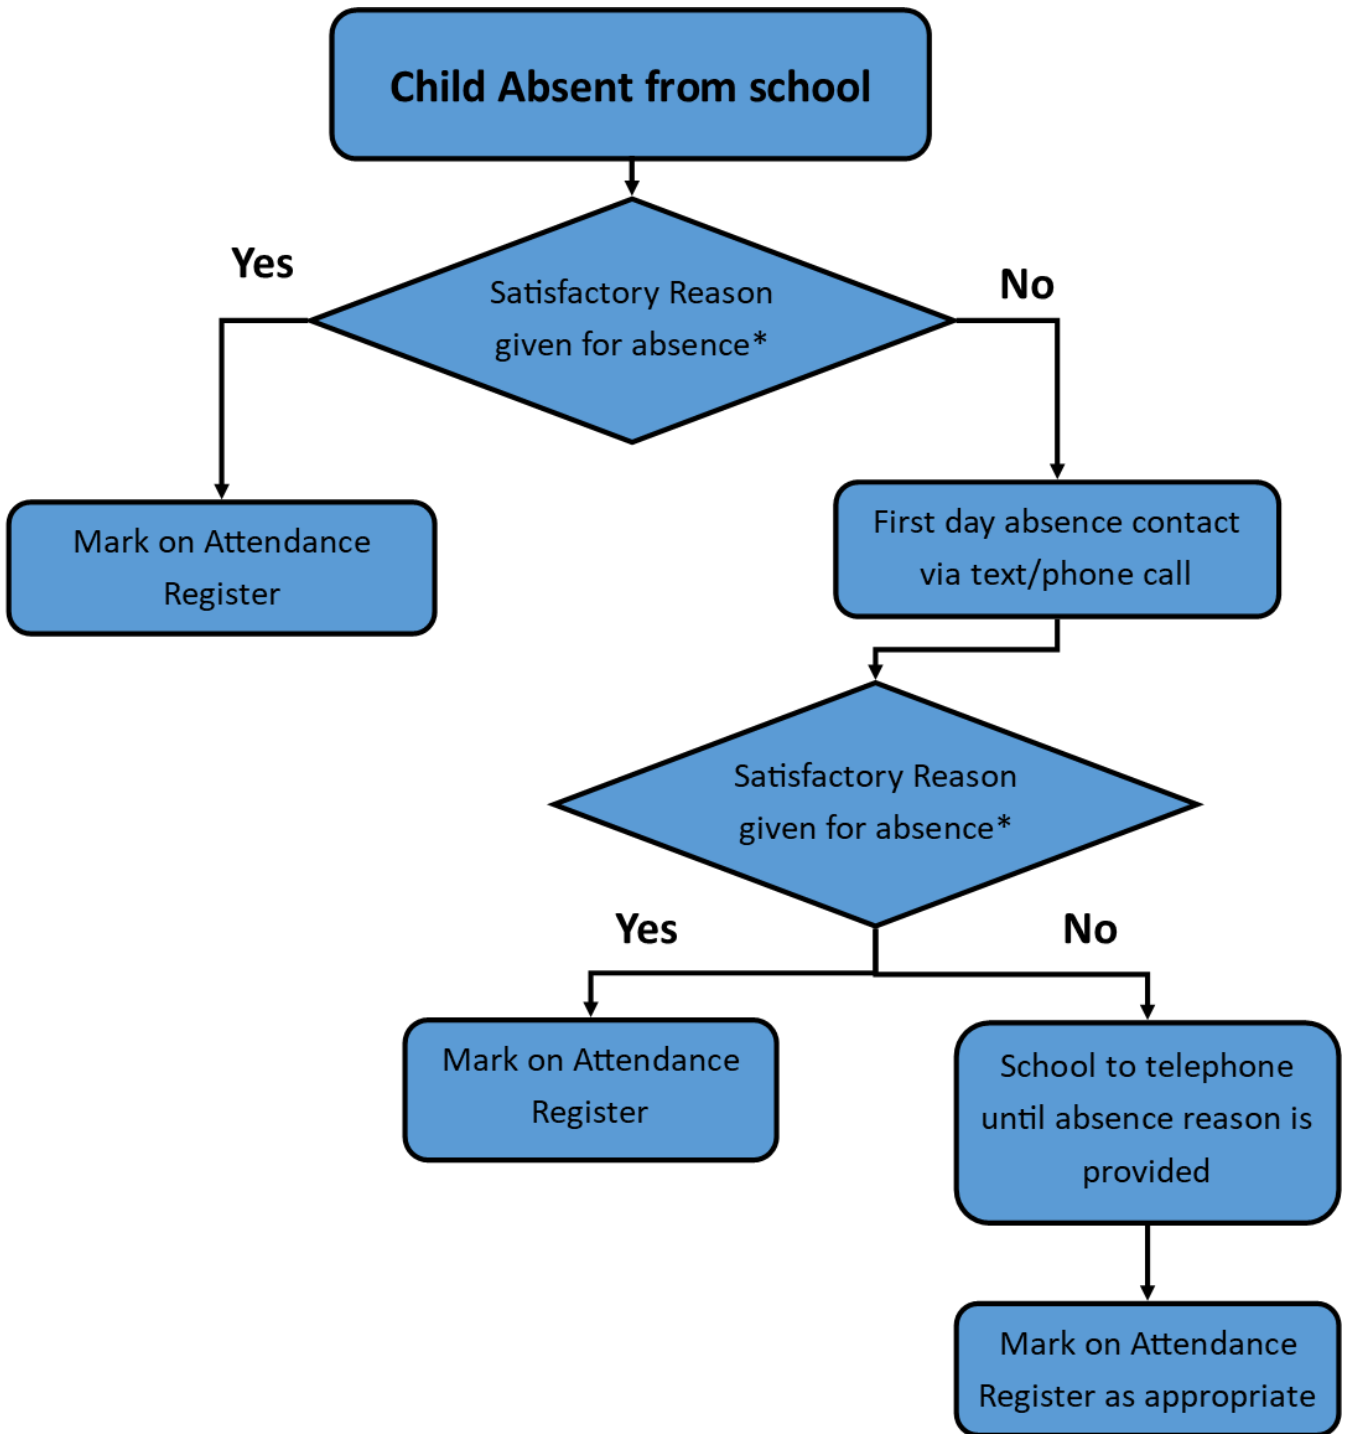 Child Absent from school
Yes
No
Satisfactory Reason
given for absence*
Mark on Attendance
Register
First day absence contact
via text/phone call
Satisfactory Reason
given for absence*
Yes
No
Mark on Attendance
Register
School to telephone
until absence reason is
provided
Mark on Attendance
Register as appropriate